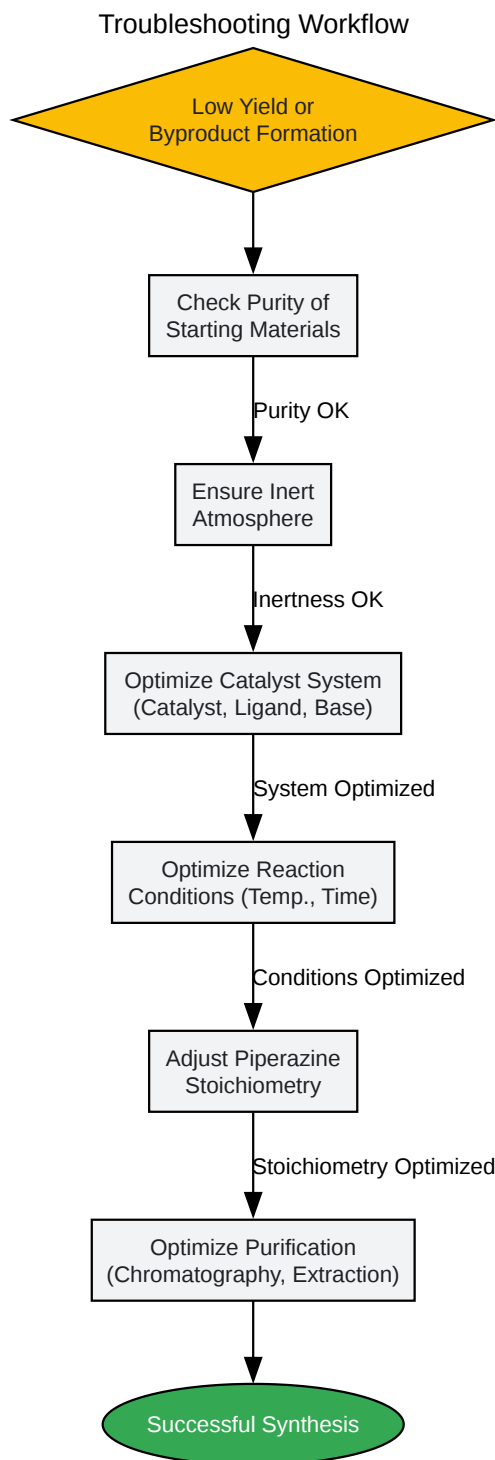 Troubleshooting Workflow
Low Yield or
Byproduct Formation
Check Purity of
Starting Materials
Purity OK
Ensure Inert
Atmosphere
Inertness OK
Optimize Catalyst System
(Catalyst, Ligand, Base)
System Optimized
Optimize Reaction
Conditions (Temp., Time)
Conditions Optimized
Adjust Piperazine
Stoichiometry
Stoichiometry Optimized
Optimize Purification
(Chromatography, Extraction)
Successful Synthesis